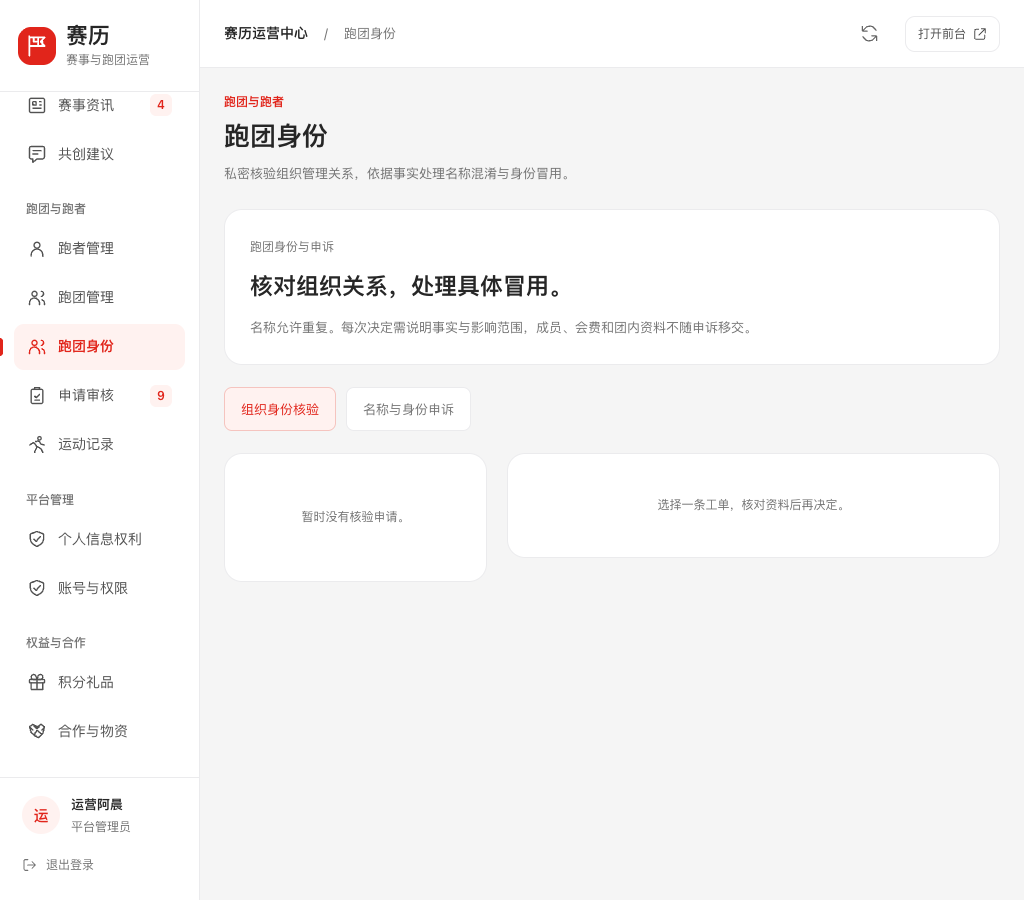 赛历
赛事与跑团运营
赛事资讯
4
共创建议
跑团与跑者
跑者管理
跑团管理
跑团身份
申请审核
9
运动记录
平台管理
个人信息权利
账号与权限
权益与合作
积分礼品
合作与物资
运
运营阿晨
平台管理员
退出登录
赛历运营中心 / 跑团身份
打开前台
跑团与跑者
跑团身份
私密核验组织管理关系，依据事实处理名称混淆与身份冒用。
跑团身份与申诉
核对组织关系，处理具体冒用。
名称允许重复。每次决定需说明事实与影响范围，成员、会费和团内资料不随申诉移交。
组织身份核验
名称与身份申诉
暂时没有核验申请。
选择一条工单，核对资料后再决定。